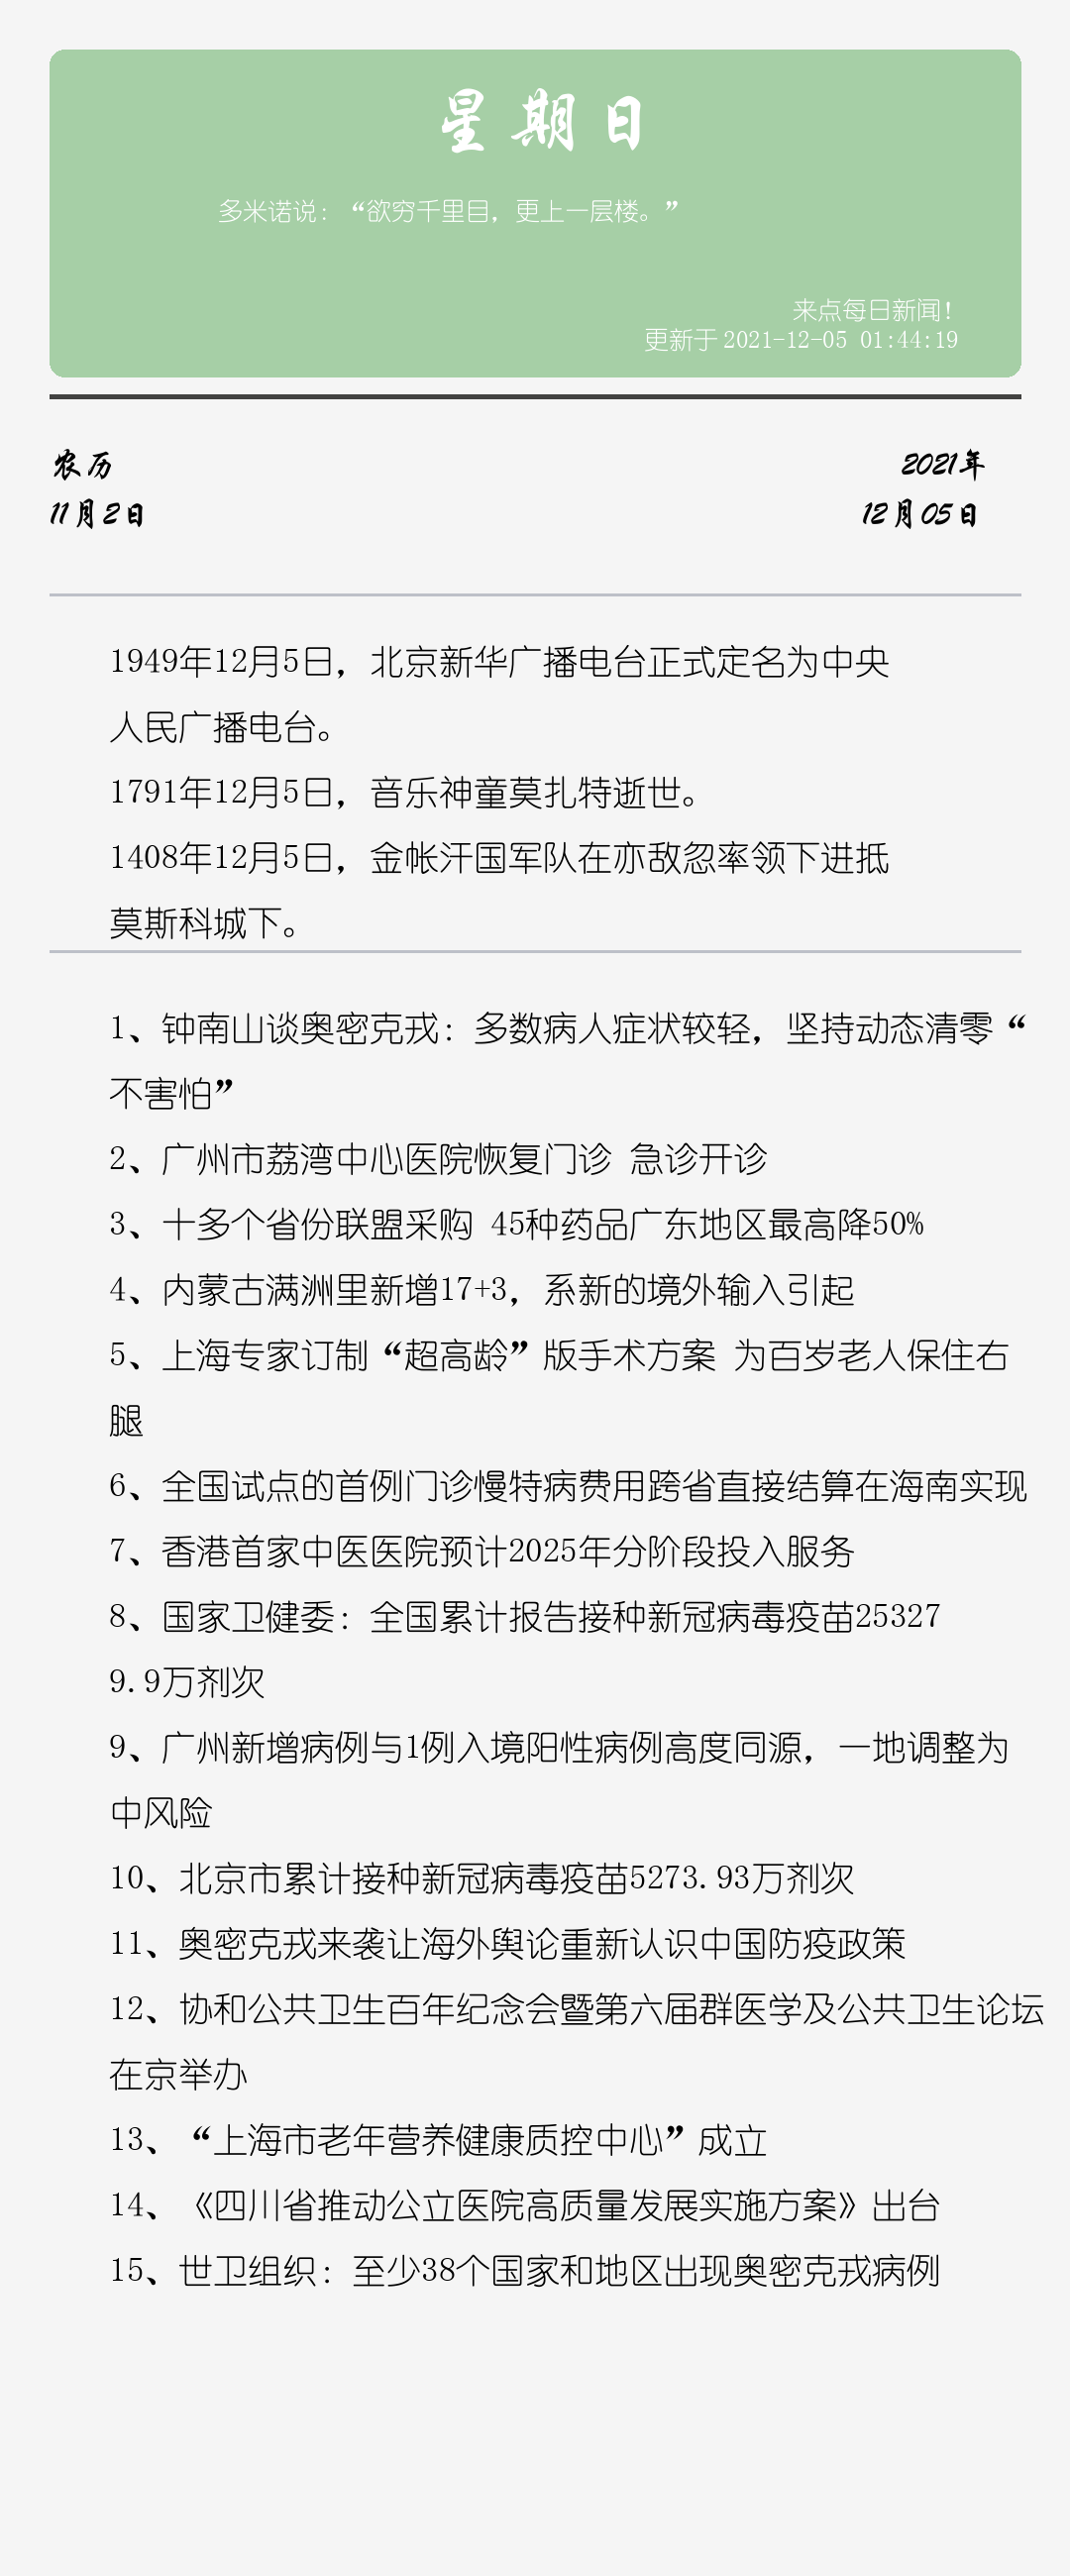 星期日
多米诺说：“欲穷千里目，更上一层楼。”
来点每日新闻！
更新于 2021-12-05 01:44:19
农历
2021年
11月2日
12月05日
1949年12月5日，北京新华广播电台正式定名为中央
人民广播电台。
1791年12月5日，音乐神童莫扎特逝世。
1408年12月5日，金帐汗国军队在亦敌忽率领下进抵
莫斯科城下。
1、钟南山谈奥密克戎：多数病人症状较轻，坚持动态清零“
不害怕”
2、广州市荔湾中心医院恢复门诊 急诊开诊
3、十多个省份联盟采购 45种药品广东地区最高降50%
4、内蒙古满洲里新增17+3，系新的境外输入引起
5、上海专家订制“超高龄”版手术方案 为百岁老人保住右
腿
6、全国试点的首例门诊慢特病费用跨省直接结算在海南实现
7、香港首家中医医院预计2025年分阶段投入服务
8、国家卫健委：全国累计报告接种新冠病毒疫苗25327
9.9万剂次
9、广州新增病例与1例入境阳性病例高度同源，一地调整为
中风险
10、北京市累计接种新冠病毒疫苗5273.93万剂次
11、奥密克戎来袭让海外舆论重新认识中国防疫政策
12、协和公共卫生百年纪念会暨第六届群医学及公共卫生论坛
在京举办
13、“上海市老年营养健康质控中心”成立
14、《四川省推动公立医院高质量发展实施方案》出台
15、世卫组织：至少38个国家和地区出现奥密克戎病例